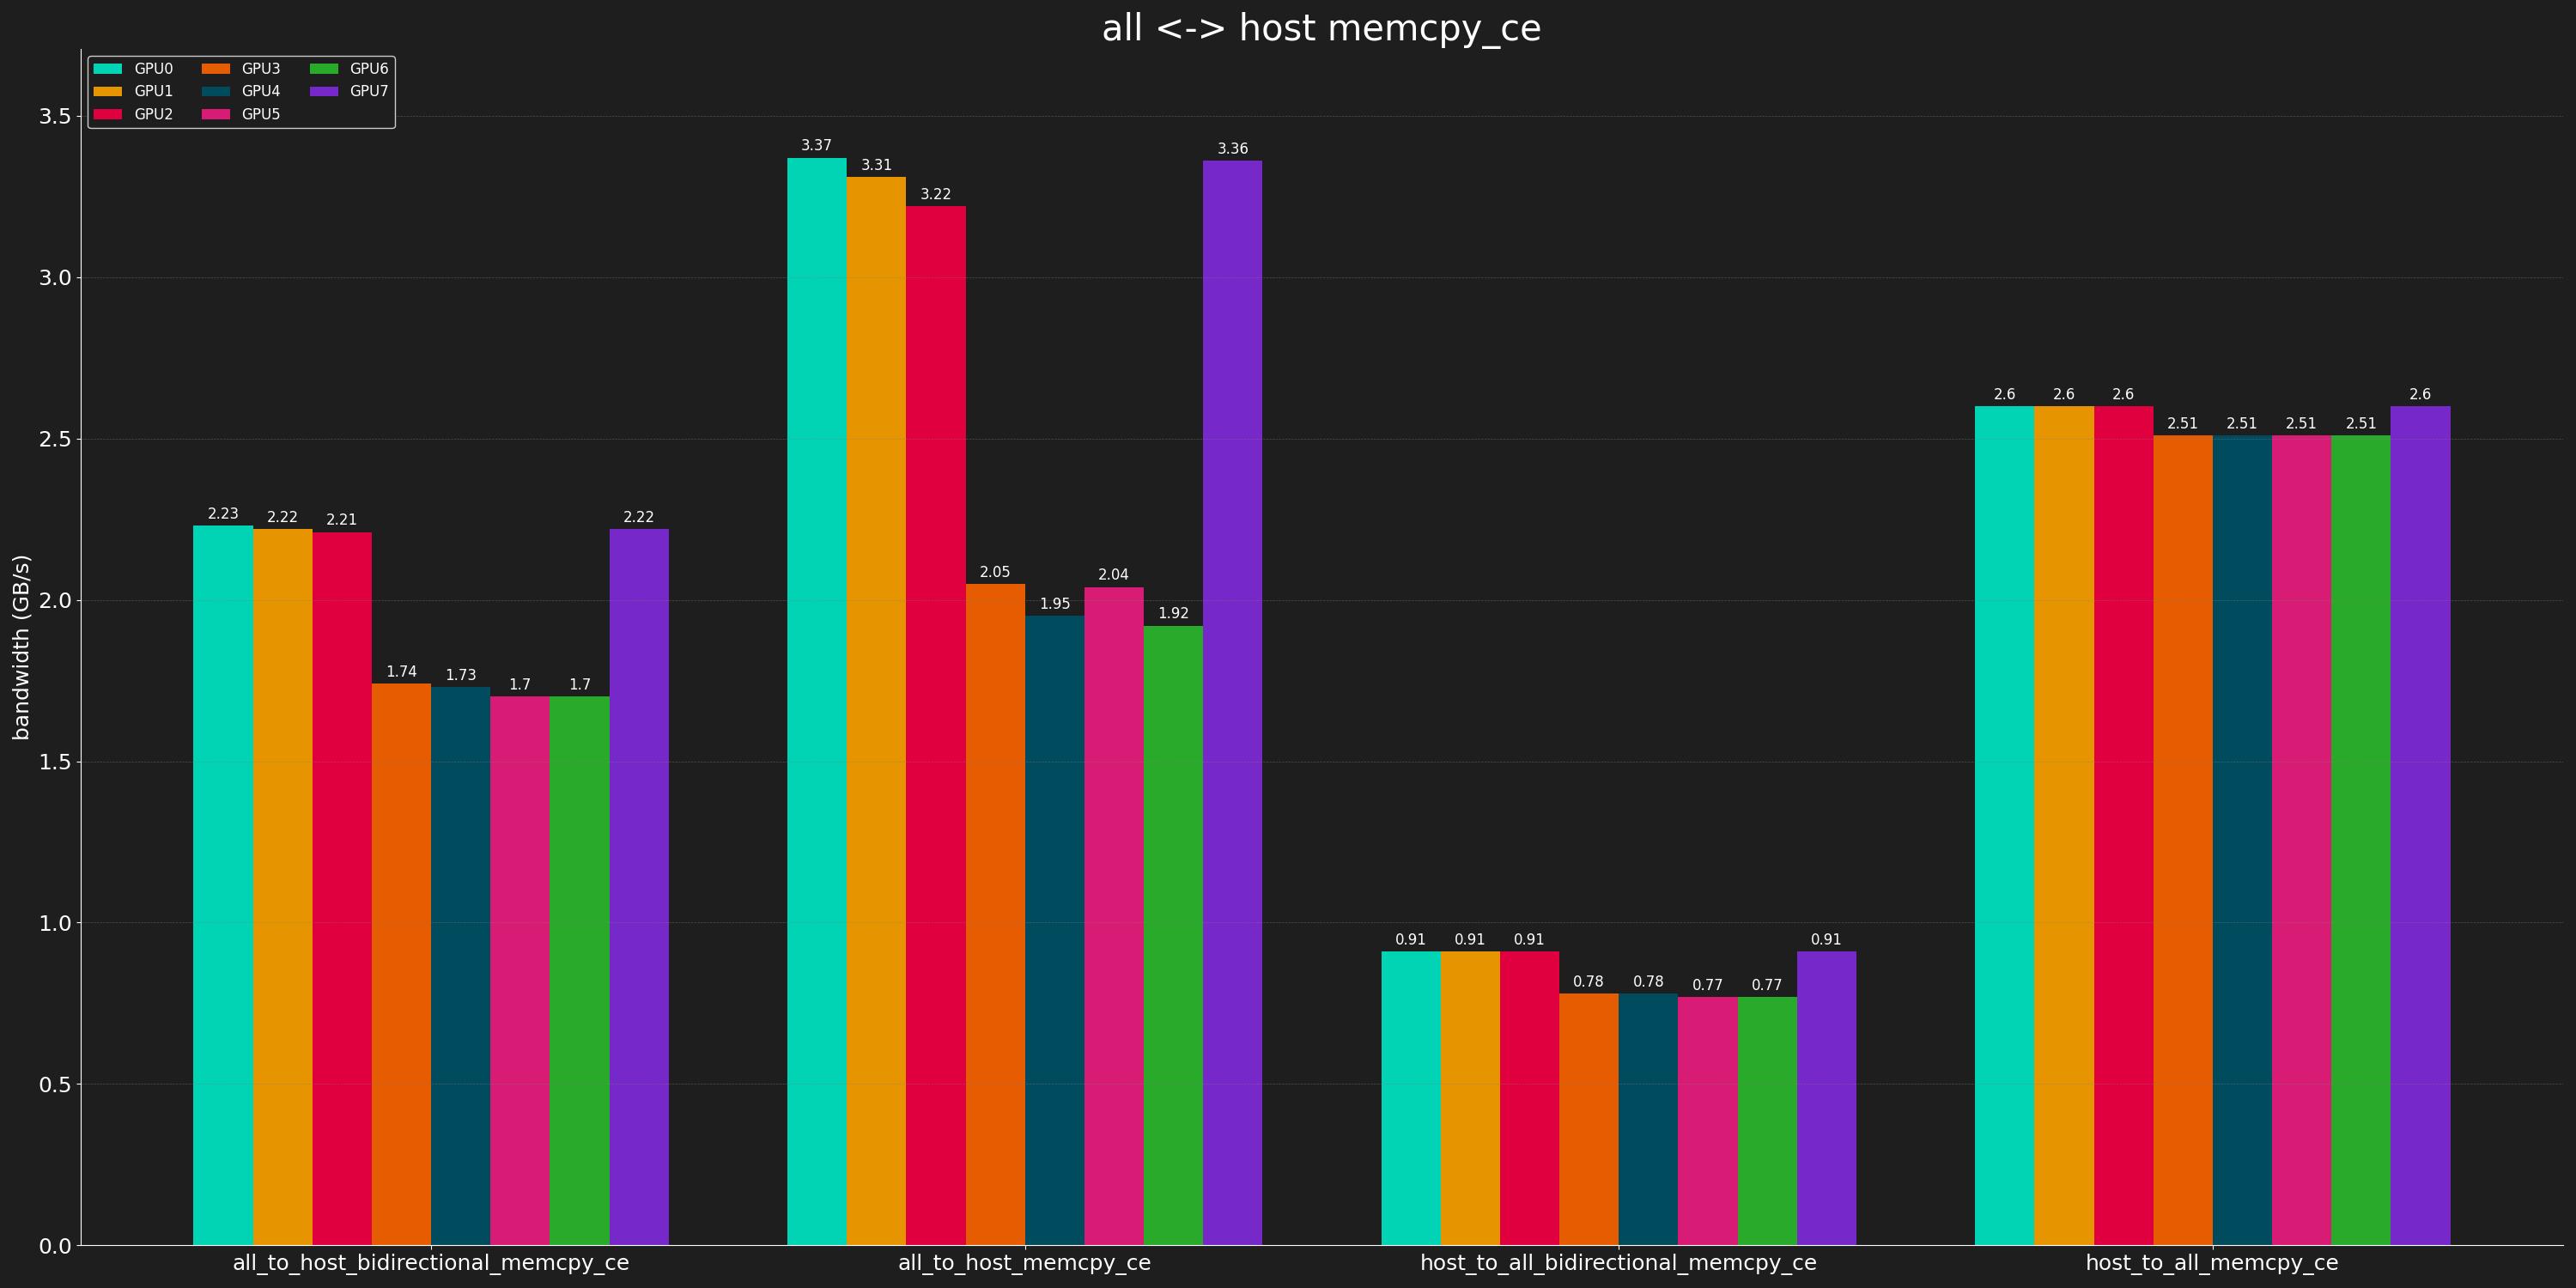 all <-> host memcpy_ce
GPU0 GPU3 GPU6
GPU1 GPU4 GPU7
GPU2 GPU5
bandwidth (GB/s)
3.5
3.0
2.5
2.0
1.5
1.0
0.5
0.0
2.23 2.22 2.21 1.74 1.73 1.7 1.7 2.22
3.37 3.31 3.22 2.05 1.95 2.04 1.92 3.36
0.91 0.91 0.91 0.78 0.78 0.77 0.77 0.91
2.6 2.6 2.6 2.51 2.51 2.51 2.51 2.6
all_to_host_bidirectional_memcpy_ce all_to_host_memcpy_ce host_to_all_bidirectional_memcpy_ce host_to_all_memcpy_ce